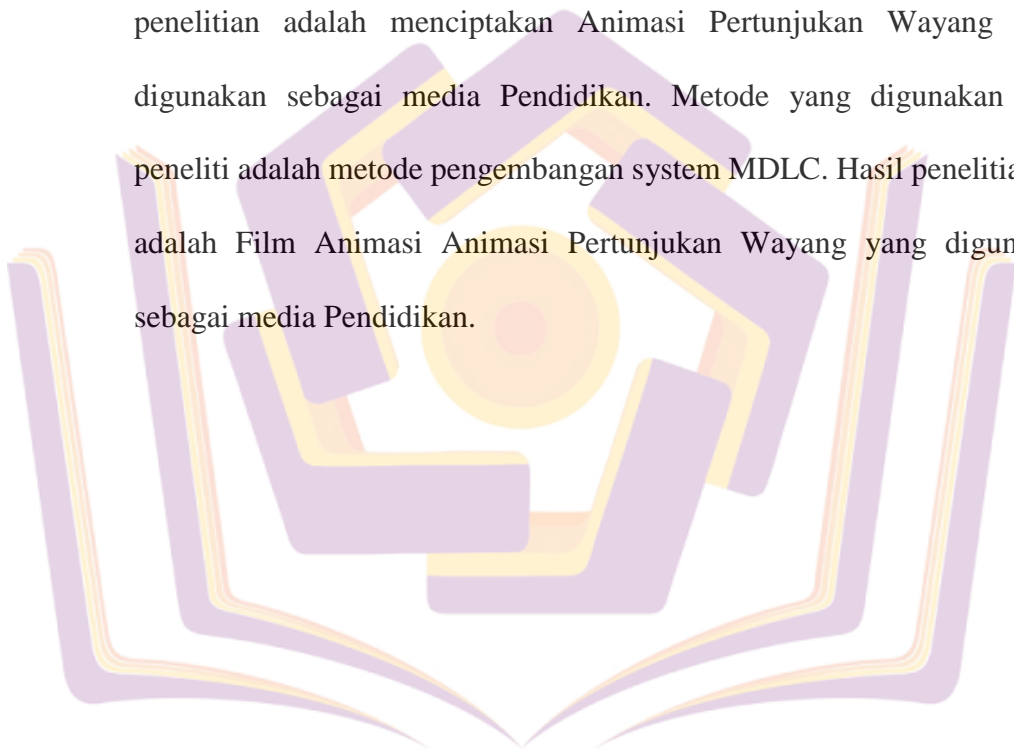 penelitian adalah menciptakan Animasi Pertunjukan Wayang
digunakan sebagai media Pendidikan. Metode yang digunakan
peneliti adalah metode pengembangan system MDLC. Hasil penelitia
adalah Film Animasi Animasi Pertunjukan Wayang yang digun
sebagai media Pendidikan.